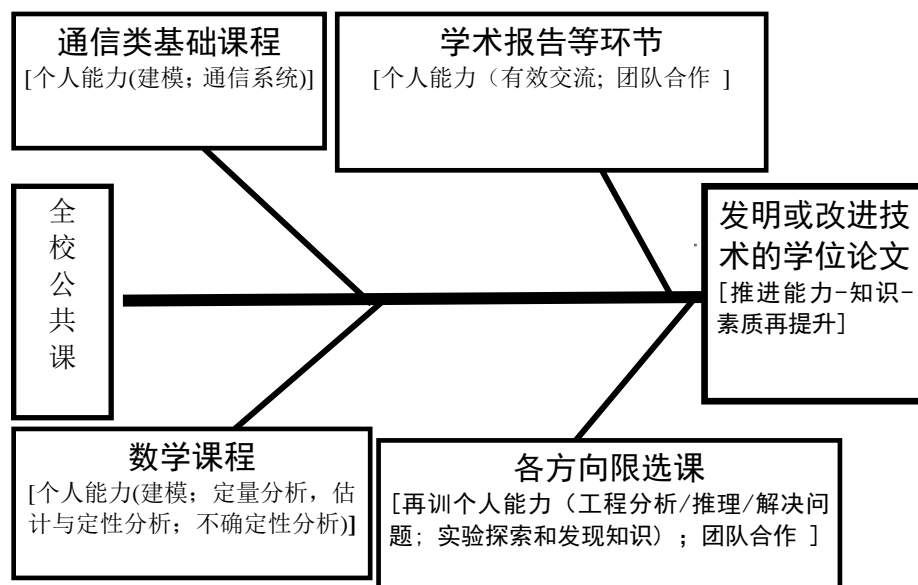 通信类基础课程
[个人能力(建模；通信系统)]
学术报告等环节
[个人能力（有效交流; 团队合作 ]
全
校
公
共
课
发明或改进技
术的学位论文
[推进能力-知识-
素质再提升]
数学课程
[个人能力(建模；定量分析，估
计与定性分析；不确定性分析)]
各方向限选课
[再训个人能力（工程分析/推理/解决问
题; 实验探索和发现知识）; 团队合作 ]